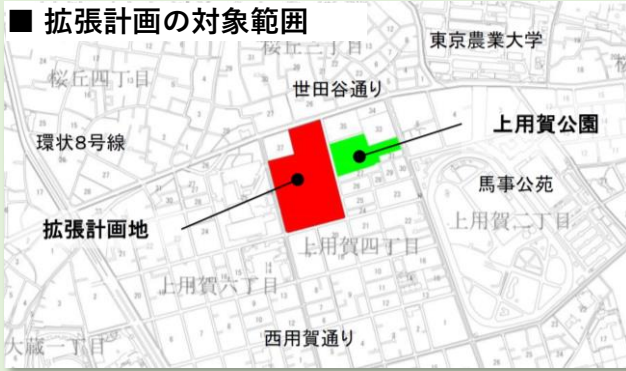 ■ 拡張計画の対象範囲
桜丘三丁目
東京農業大学
桜丘四丁目
世田谷通り
環状8号線
上用賀公園
馬事公苑
拡張計画地
上用賀二丁目
上用賀四丁目
上用賀六丁目
西用賀通り
大蔵一丁目